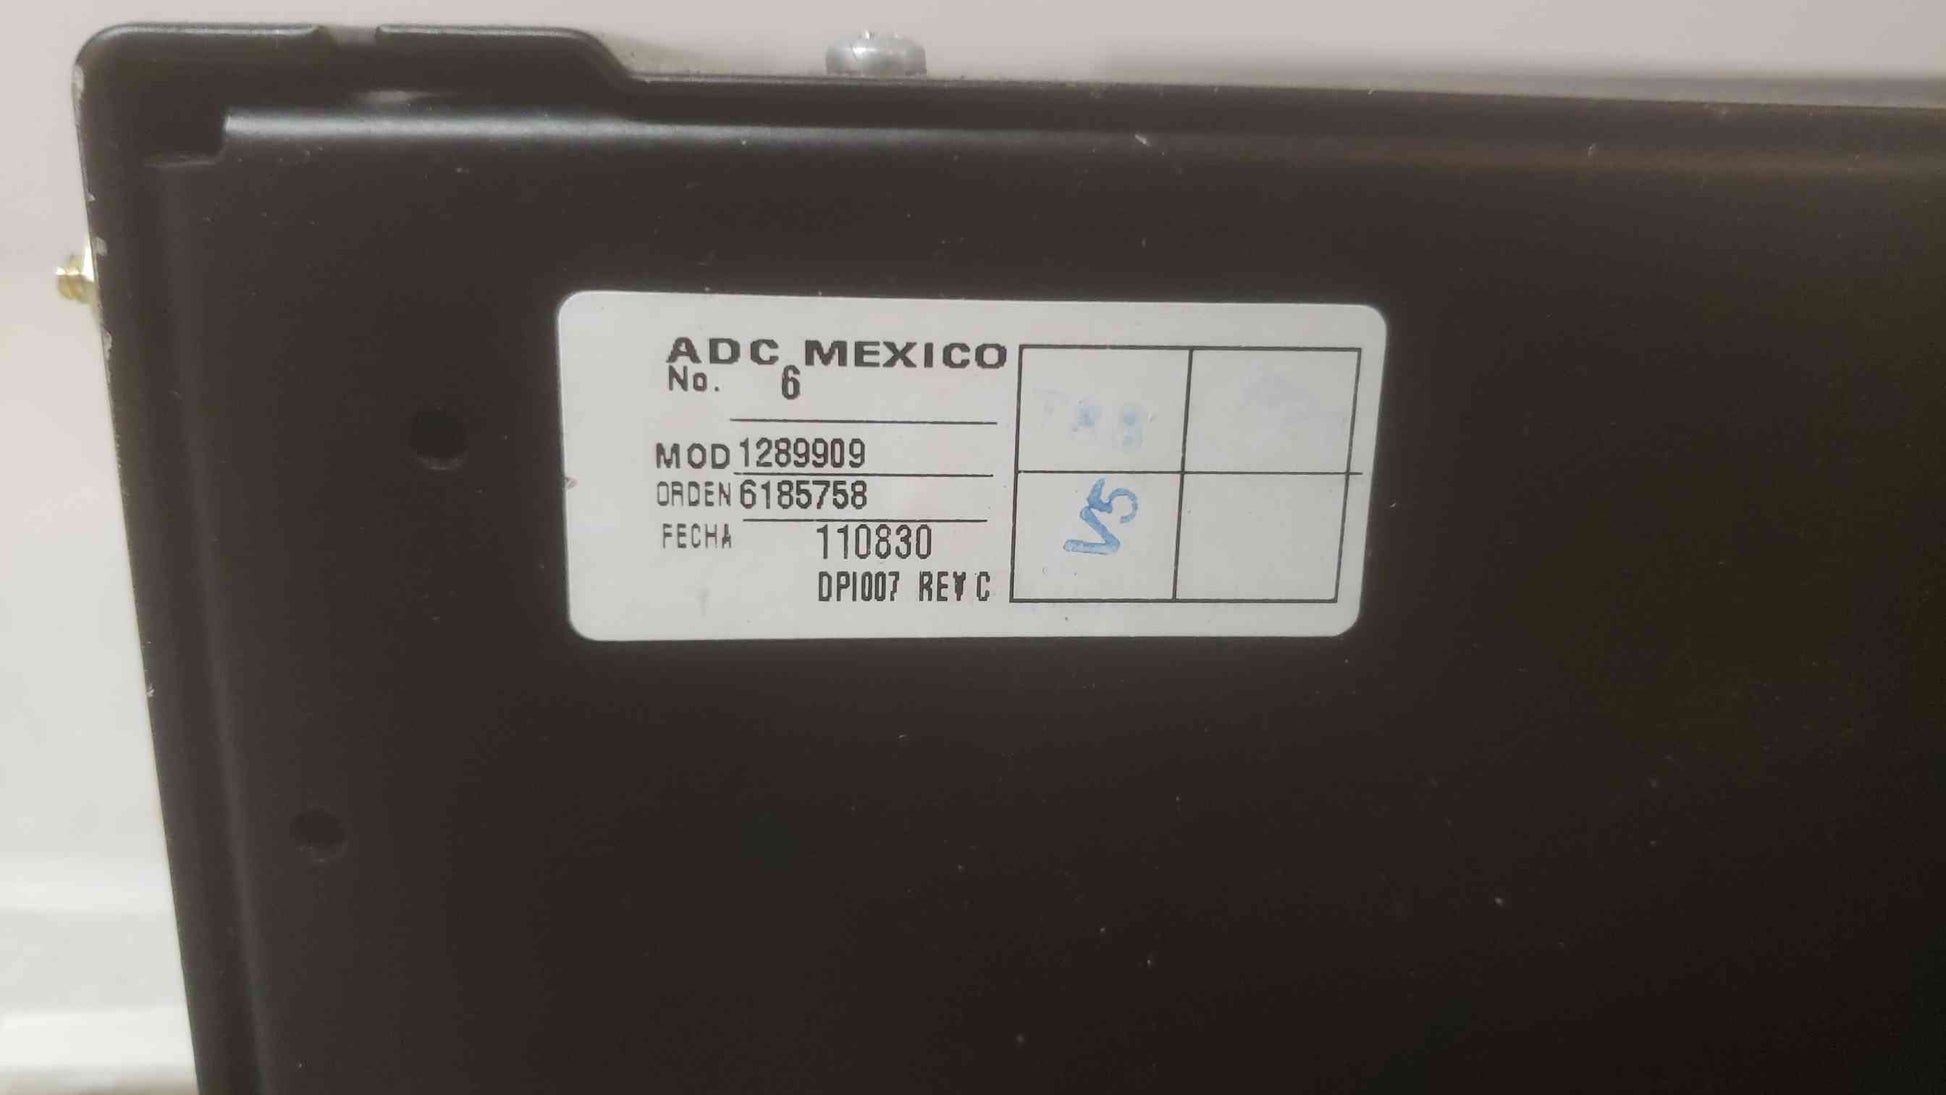 ADC MEXICO
No. 6
MOD 1289909
ORDEN 6185758
FECHA 110830
DPI007 REV C
V5